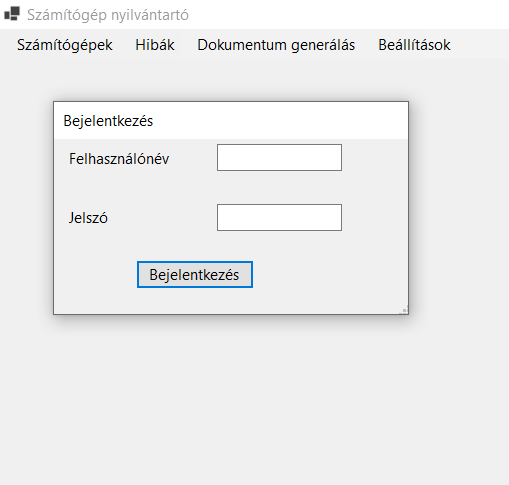 Számítógép nyilvántartó
Számítógépek Hibák Dokumentum generálás Beállítások
Bejelentkezés
Felhasználónév
Jelszó
Bejelentkezés